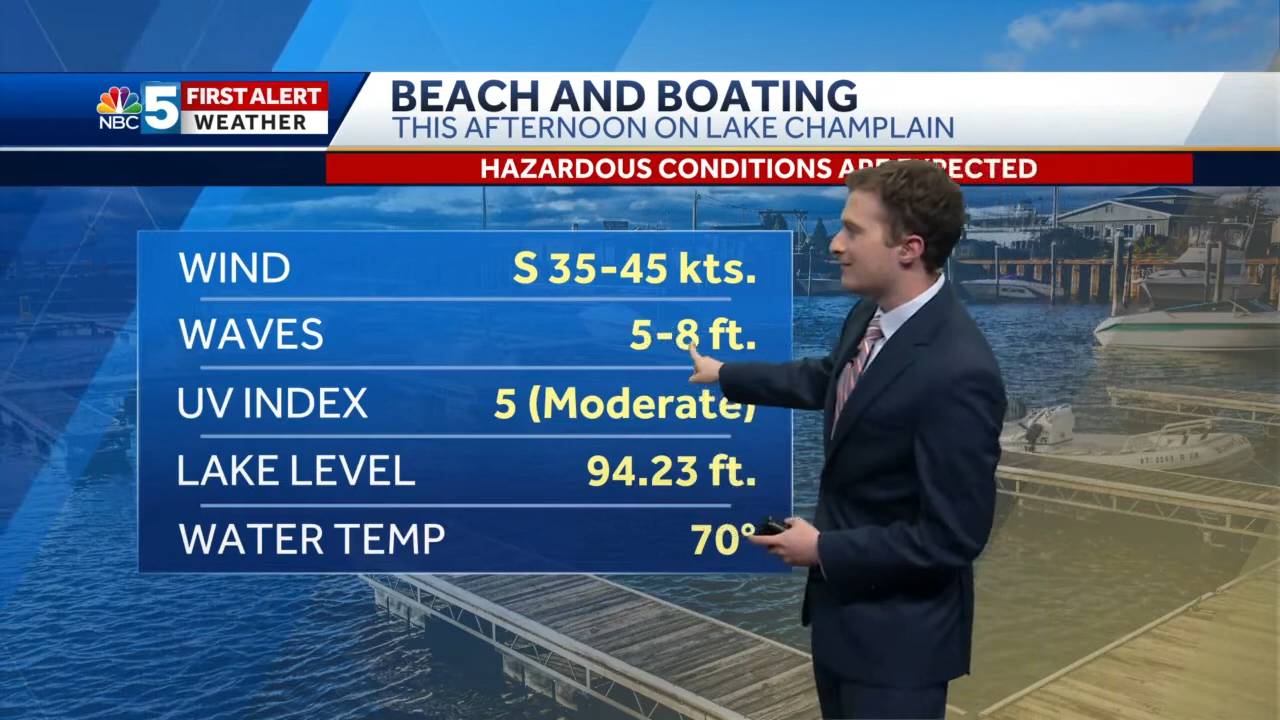 NBC 5 FIRST ALERT WEATHER
BEACH AND BOATING
THIS AFTERNOON ON LAKE CHAMPLAIN
HAZARDOUS CONDITIONS ARE EXPECTED
WIND S 35-45 kts.
WAVES 5-8 ft.
UV INDEX 5 (Moderate)
LAKE LEVEL 94.23 ft.
WATER TEMP 70°